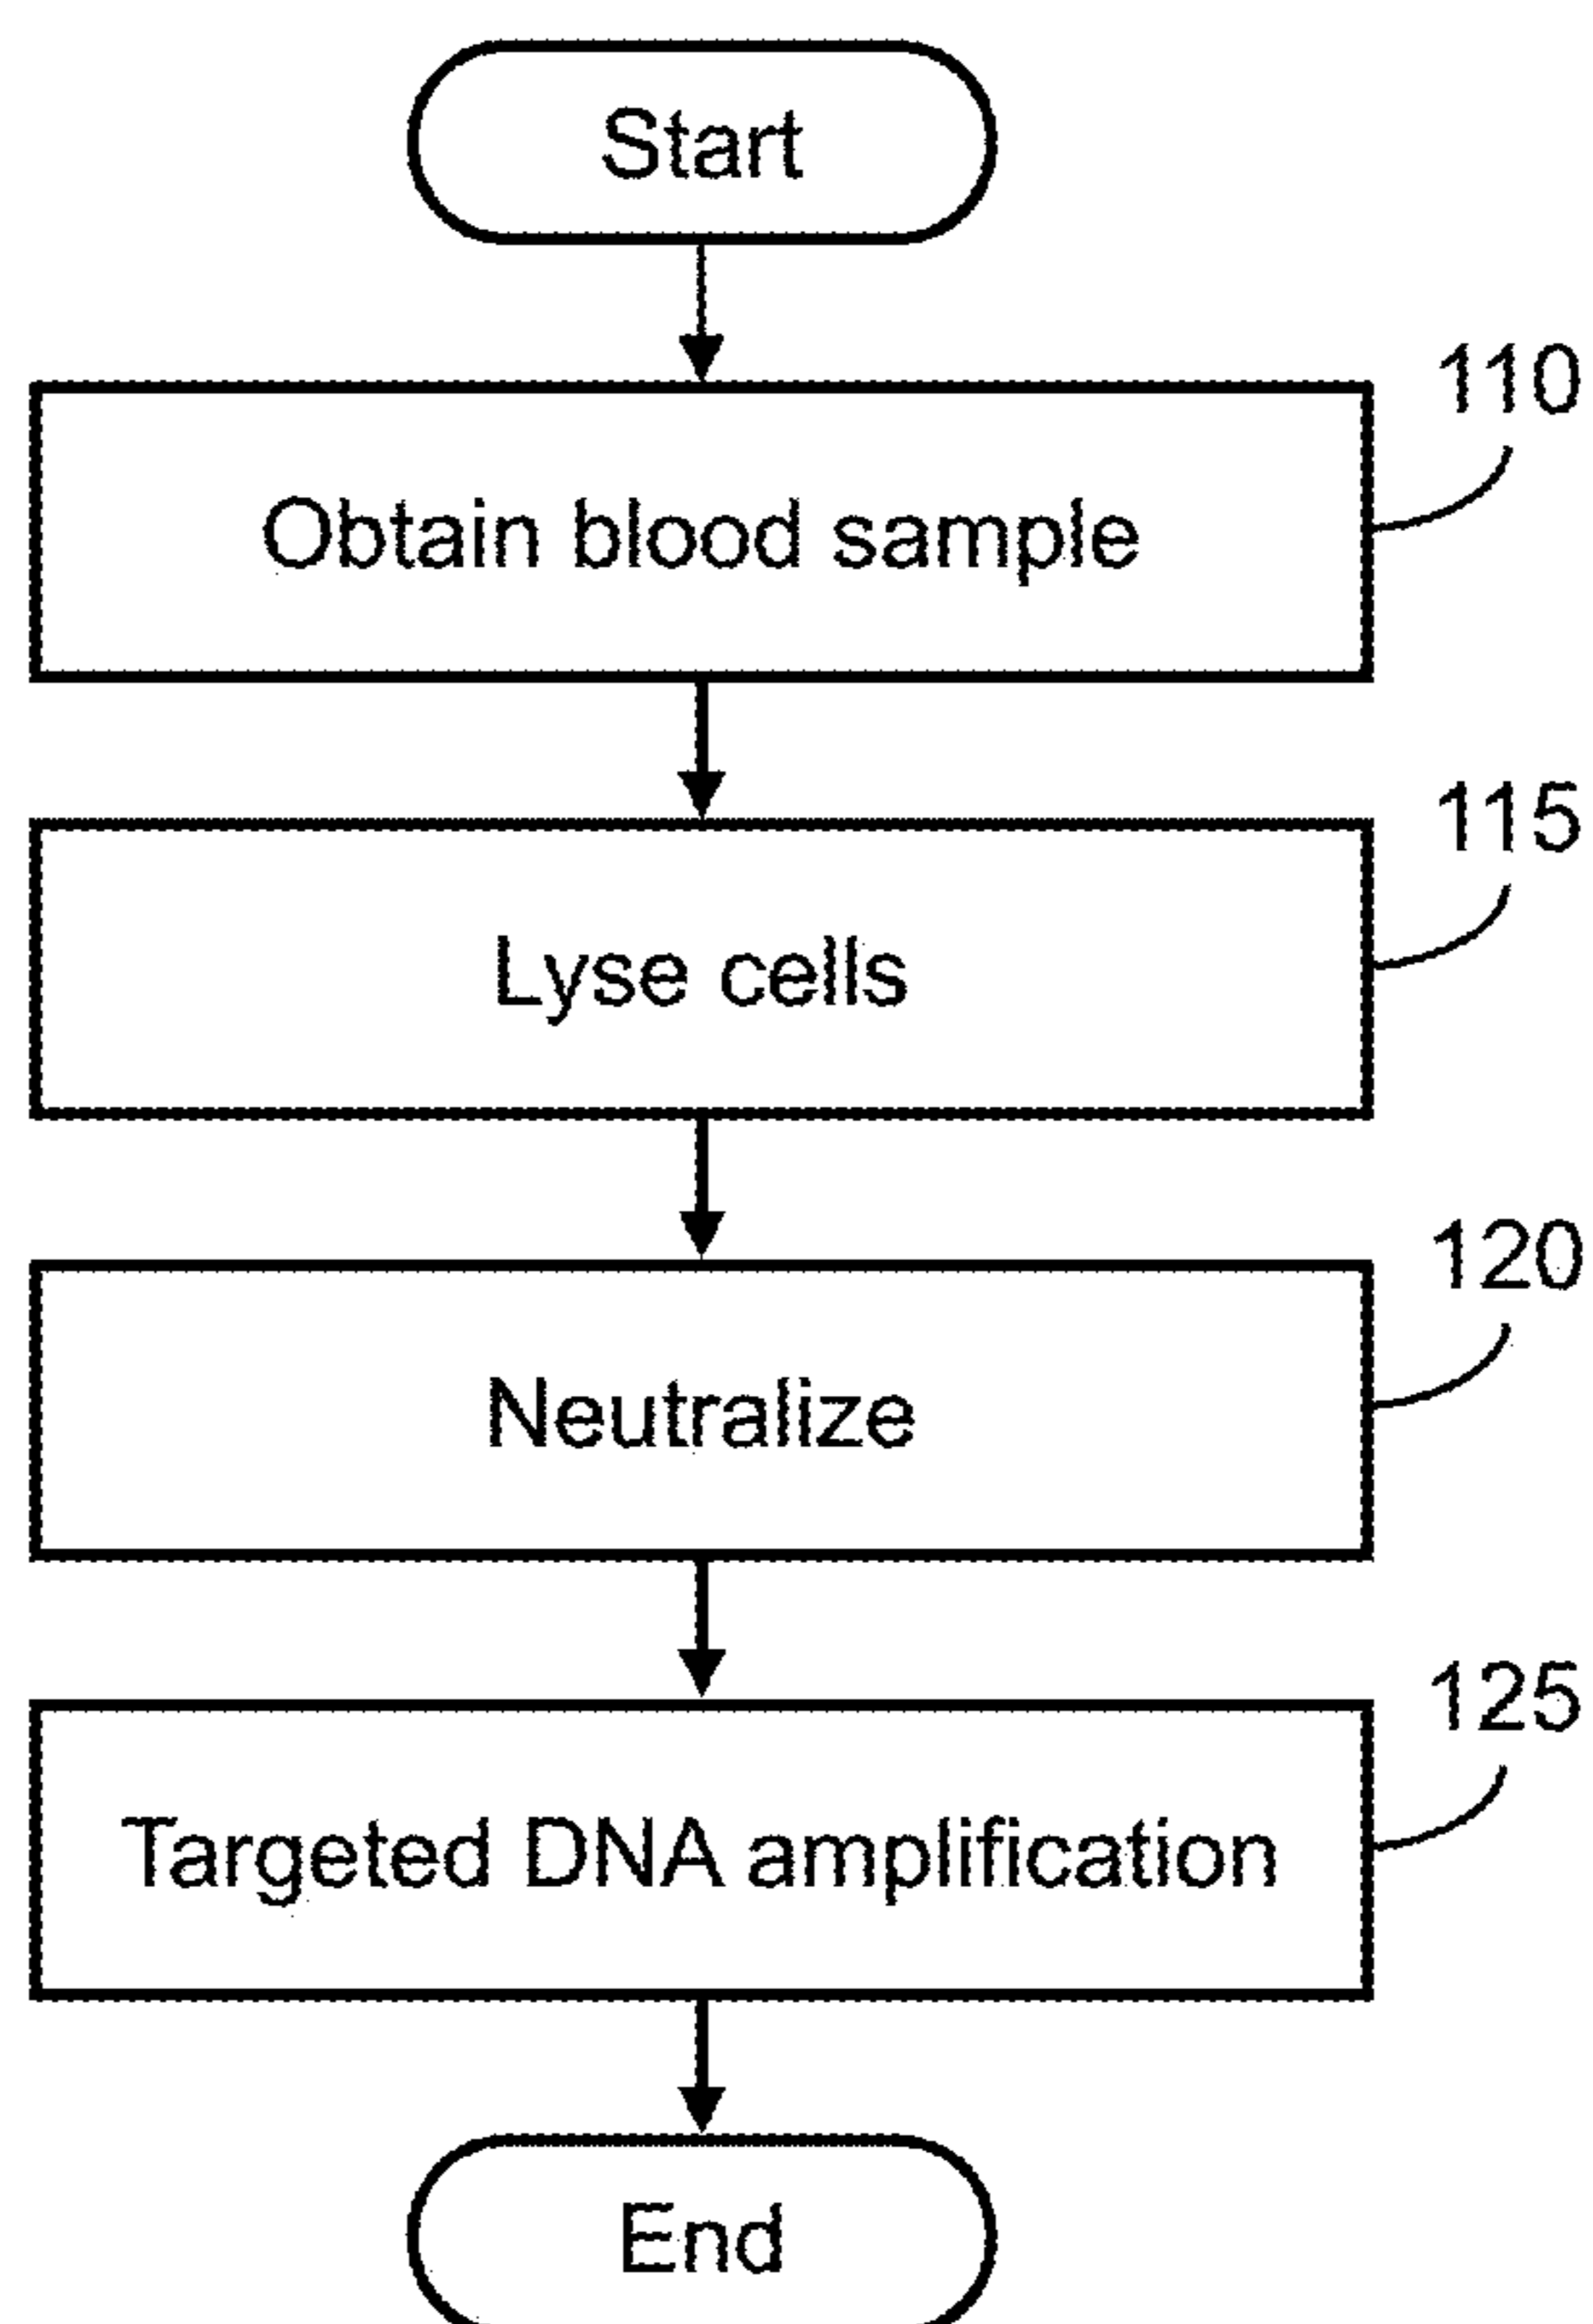 Start
110
Obtain blood sample
115
Lyse cells
120
Neutralize
125
Targeted DNA amplification
End